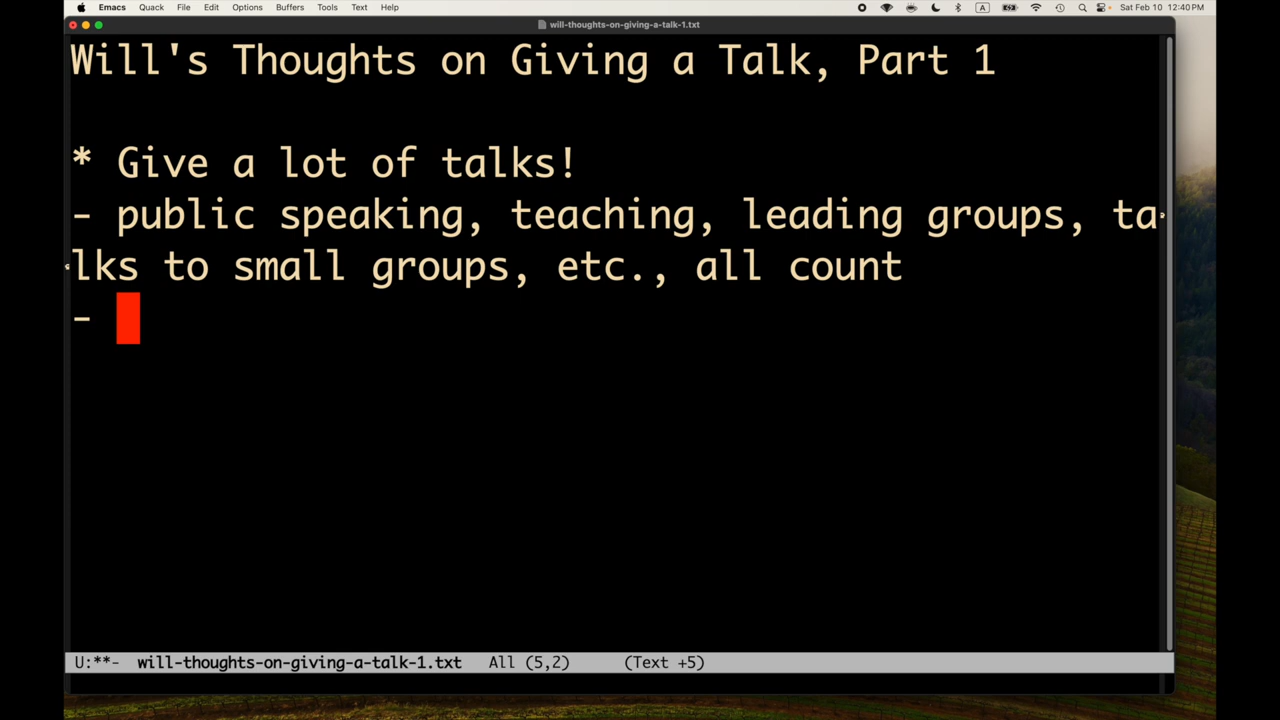 Emacs Quack File Edit Options Buffers Tools Text Help A Sat Feb 10 12:40 PM
will-thoughts-on-giving-a-talk-1.txt
Will's Thoughts on Giving a Talk, Part 1
* Give a lot of talks!
- public speaking, teaching, leading groups, ta
lks to small groups, etc., all count
-
U:**- will-thoughts-on-giving-a-talk-1.txt All (5,2) (Text +5)